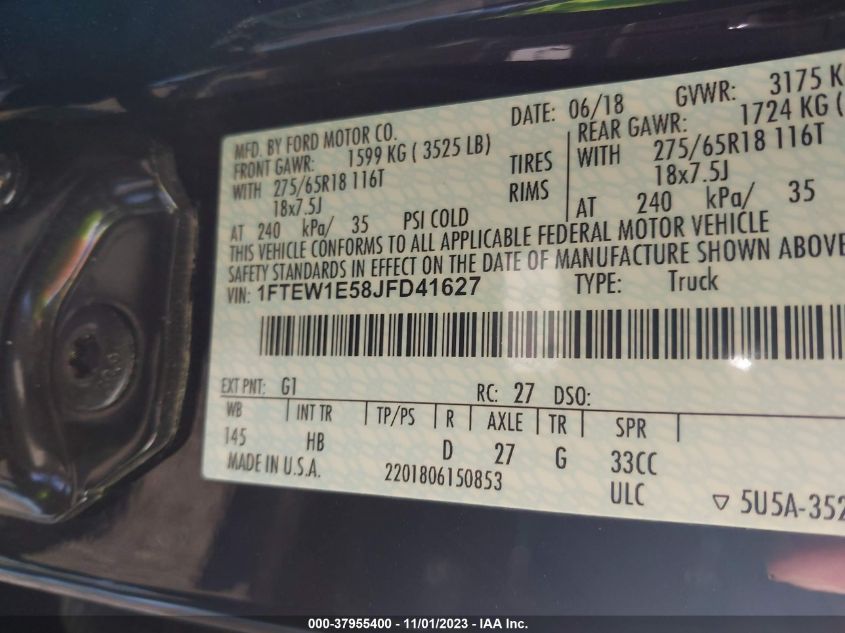 MFD. BY FORD MOTOR CO.
DATE: 06/18 GVWR: 3175 K
FRONT GAWR: 1599 KG ( 3525 LB)
REAR GAWR: 1724 KG (
WITH 275/65R18 116T TIRES WITH 275/65R18 116T
18x7.5J RIMS 18x7.5J
AT 240 kPa/ 35 PSI COLD AT 240 kPa/ 35
THIS VEHICLE CONFORMS TO ALL APPLICABLE FEDERAL MOTOR VEHICLE
SAFETY STANDARDS IN EFFECT ON THE DATE OF MANUFACTURE SHOWN ABOVE
VIN: 1FTEW1E58JFD41627 TYPE: Truck
EXT PNT: G1 RC: 27 DSO:
WB INT TR TP/PS R AXLE TR SPR
145 HB D 27 G 33CC
MADE IN U.S.A. 2201806150853 ULC ▽ 5U5A-352
000-37955400 - 11/01/2023 - IAA Inc.